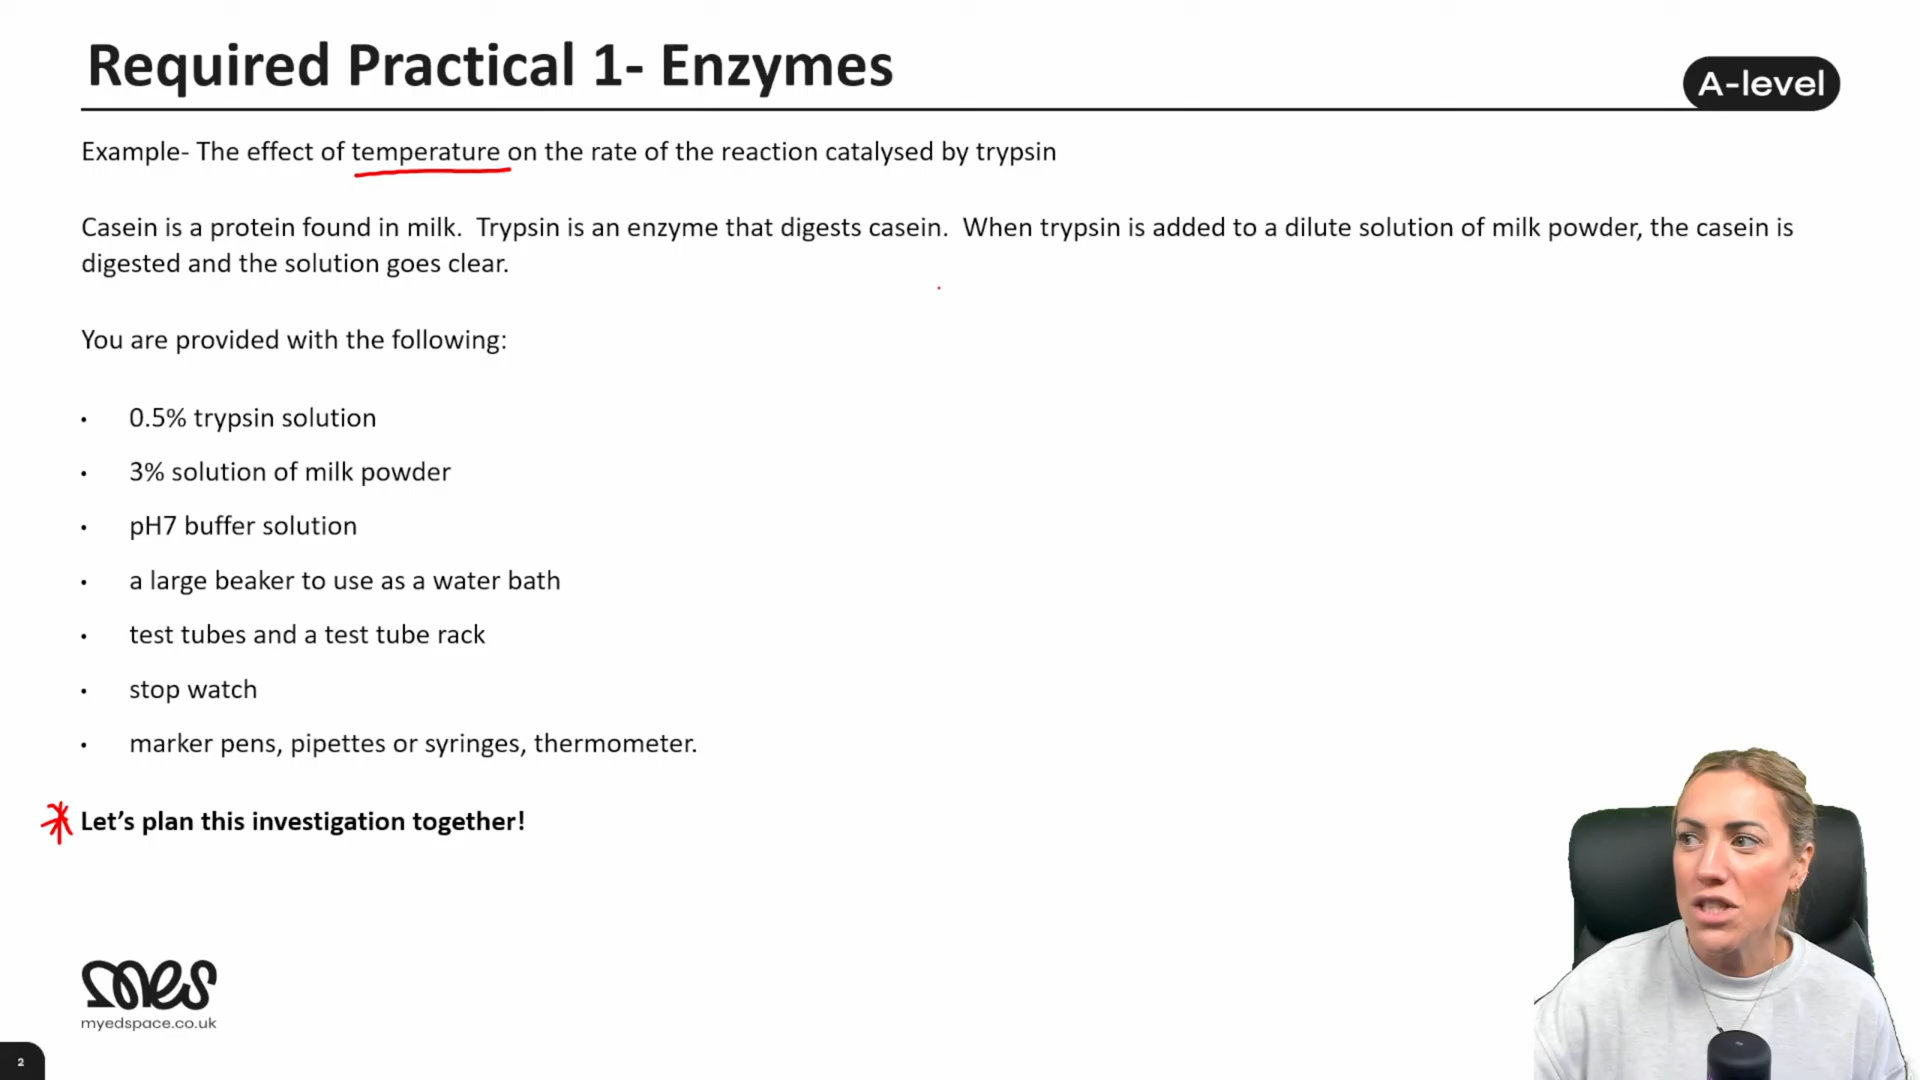 Required Practical 1- Enzymes
A-level
Example- The effect of temperature on the rate of the reaction catalysed by trypsin
Casein is a protein found in milk.  Trypsin is an enzyme that digests casein.  When trypsin is added to a dilute solution of milk powder, the casein is
digested and the solution goes clear.
You are provided with the following:
• 0.5% trypsin solution
• 3% solution of milk powder
• pH7 buffer solution
• a large beaker to use as a water bath
• test tubes and a test tube rack
• stop watch
• marker pens, pipettes or syringes, thermometer.
Let’s plan this investigation together!
mes
myedspace.co.uk
2